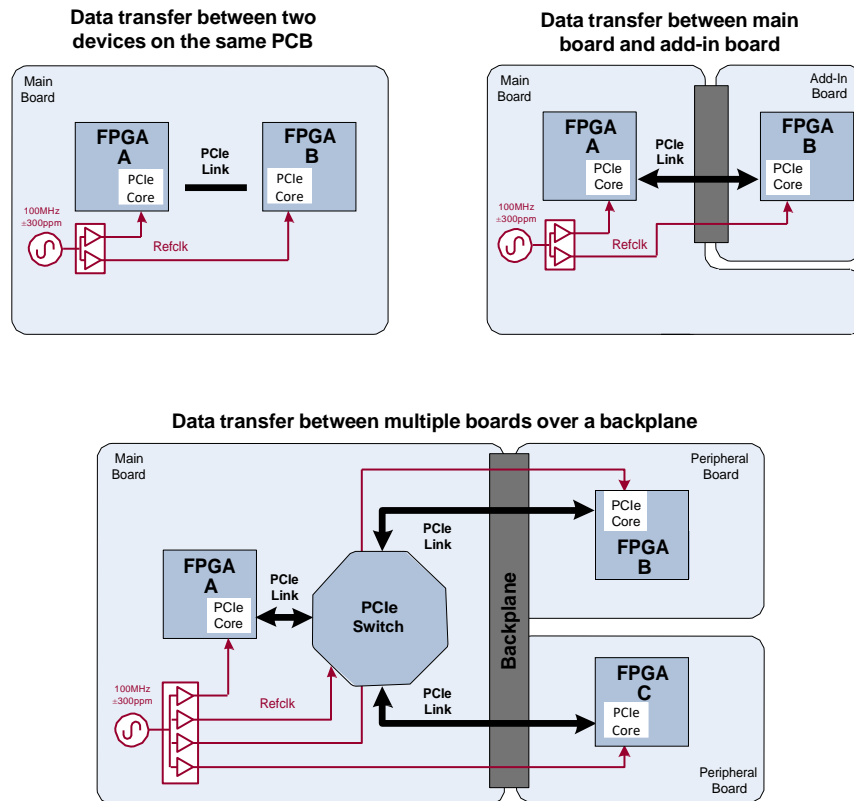 Data transfer between two
devices on the same PCB
Main
Board
FPGA
A
PCIe
Core
PCIe
Link
FPGA
B
PCIe
Core
100MHz
±300ppm
Refclk
Data transfer between main
board and add-in board
Main
Board
Add-In
Board
FPGA
A
PCIe
Core
PCIe
Link
FPGA
B
PCIe
Core
100MHz
±300ppm
Refclk
Data transfer between multiple boards over a backplane
Main
Board
Peripheral
Board
PCIe
Core
FPGA
B
PCIe
Link
FPGA
A
PCIe
Core
PCIe
Link
PCIe
Switch
Backplane
100MHz
±300ppm
Refclk
PCIe
Link
FPGA
C
PCIe
Core
Peripheral
Board